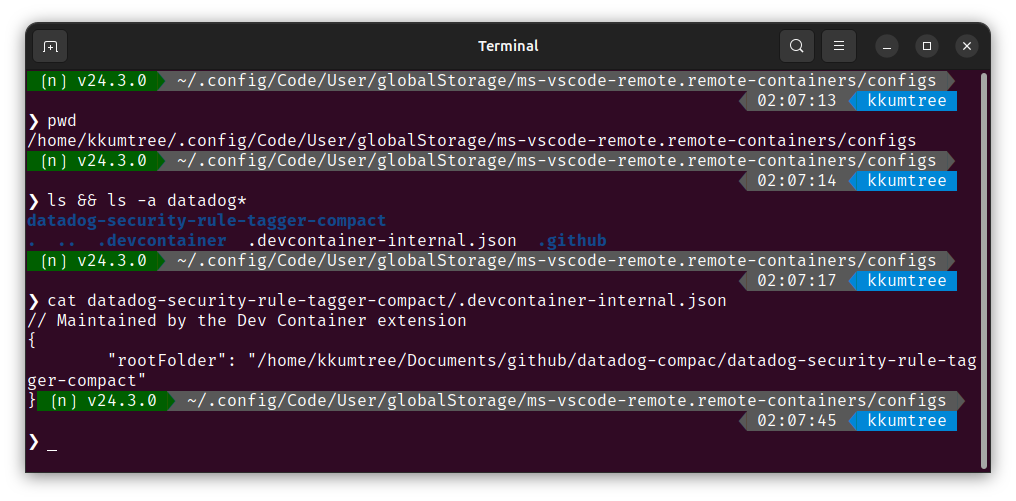 Terminal
(n) v24.3.0 ~/.config/Code/User/globalStorage/ms-vscode-remote.remote-containers/configs
02:07:13 kkumtree
❯ pwd
/home/kkumtree/.config/Code/User/globalStorage/ms-vscode-remote.remote-containers/configs
(n) v24.3.0 ~/.config/Code/User/globalStorage/ms-vscode-remote.remote-containers/configs
02:07:14 kkumtree
❯ ls && ls -a datadog*
datadog-security-rule-tagger-compact
. .. .devcontainer .devcontainer-internal.json .github
(n) v24.3.0 ~/.config/Code/User/globalStorage/ms-vscode-remote.remote-containers/configs
02:07:17 kkumtree
❯ cat datadog-security-rule-tagger-compact/.devcontainer-internal.json
// Maintained by the Dev Container extension
{
"rootFolder": "/home/kkumtree/Documents/github/datadog-compac/datadog-security-rule-tag
ger-compact"
} (n) v24.3.0 ~/.config/Code/User/globalStorage/ms-vscode-remote.remote-containers/configs
02:07:45 kkumtree
❯ _